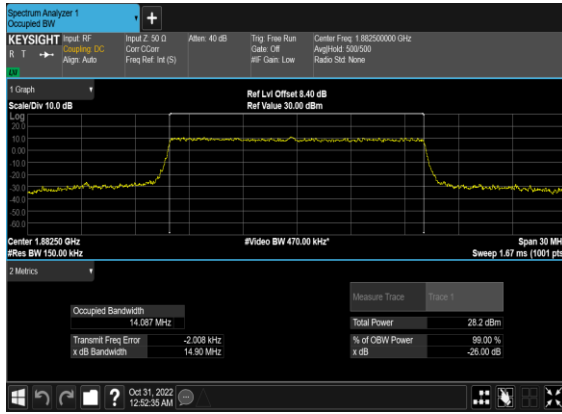 Spectrum Analyzer 1
Occupied BW
KEYSIGHT
R T
LW
Input: RF
Coupling: DC
Align: Auto
Input Z: 50 Ω
Corr CCorr
Freq Ref: Int (S)
Atten: 40 dB
Trig: Free Run
Gate: Off
#IF Gain: Low
Center Freq: 1.882500000 GHz
Avg|Hold: 500/500
Radio Std: None
1 Graph
Scale/Div 10.0 dB
Ref Lvl Offset 8.40 dB
Ref Value 30.00 dBm
Log
20.0
10.0
0.00
-10.0
-20.0
-30.0
-40.0
-50.0
-60.0
Center 1.88250 GHz
#Res BW 150.00 kHz
#Video BW 470.00 kHz*
Span 30 MH
Sweep 1.67 ms (1001 pts
2 Metrics
Measure Trace
Trace 1
Occupied Bandwidth
14.087 MHz
Total Power
28.2 dBm
Transmit Freq Error
-2.008 kHz
% of OBW Power
99.00 %
x dB Bandwidth
14.90 MHz
x dB
-26.00 dB
?
Oct 31, 2022
12:52:35 AM